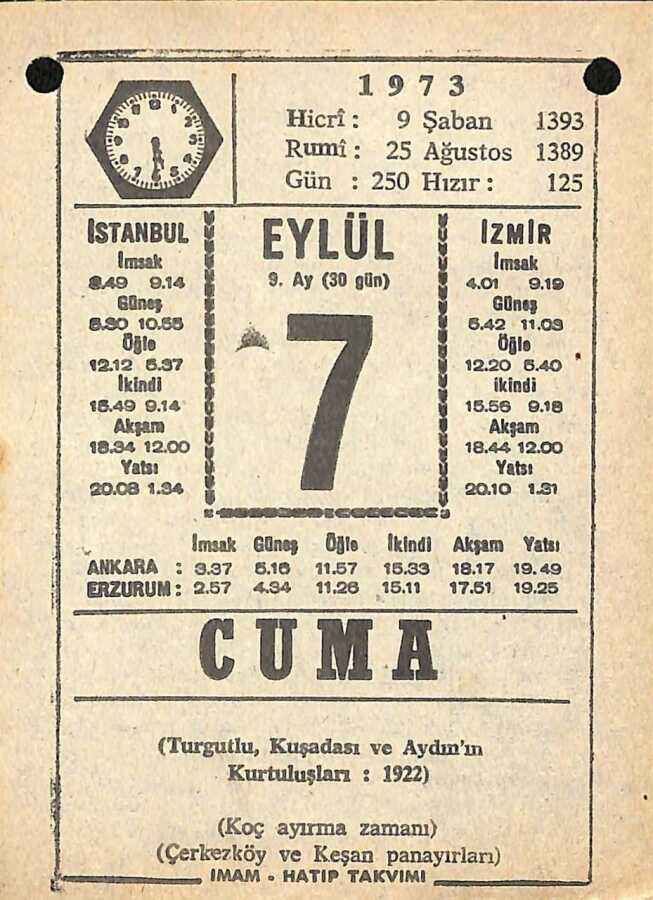 1973
Hicrî : 9 Şaban 1393
Rumî : 25 Ağustos 1389
Gün : 250 Hızır : 125
İSTANBUL
İmsak
3.49 9.14
Güneş
5.30 10.55
Öğle
12.12 5.37
İkindi
15.49 9.14
Akşam
18.34 12.00
Yatsı
20.08 1.34
EYLÜL
9. Ay (30 gün)
7
İZMİR
İmsak
4.01 9.19
Güneş
5.42 11.03
Öğle
12.20 5.40
ikindi
15.56 9.18
Akşam
18.44 12.00
Yatsı
20.10 1.31
İmsak Güneş Öğle İkindi Akşam Yatsı
ANKARA : 3.37 5.16 11.57 15.33 18.17 19.49
ERZURUM : 2.57 4.34 11.26 15.11 17.51 19.25
CUMA
(Turgutlu, Kuşadası ve Aydın'ın
Kurtuluşları : 1922)
(Koç ayırma zamanı)
(Çerkezköy ve Keşan panayırları)
İMAM - HATİP TAKVİMİ